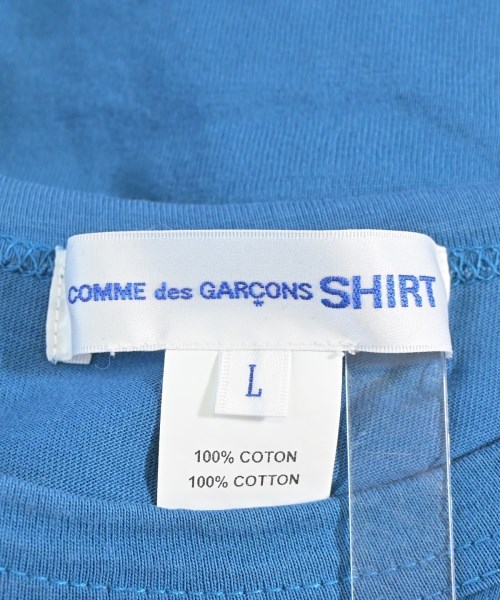 COMME des GARÇONS SHIRT
L
100% COTON
100% COTTON